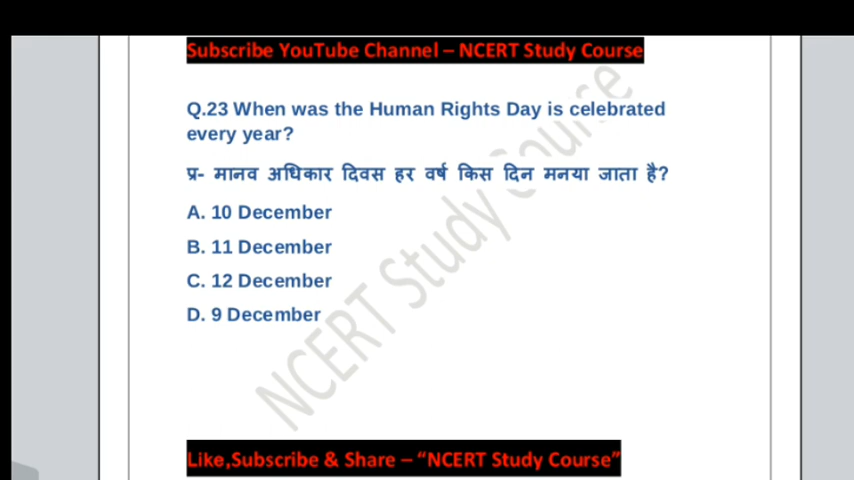 Subscribe YouTube Channel – NCERT Study Course
Q.23 When was the Human Rights Day is celebrated
every year?
प्र- मानव अधिकार दिवस हर वर्ष किस दिन मनया जाता है?
A. 10 December
B. 11 December
C. 12 December
D. 9 December
NCERT Study Course
Like,Subscribe & Share – “NCERT Study Course”